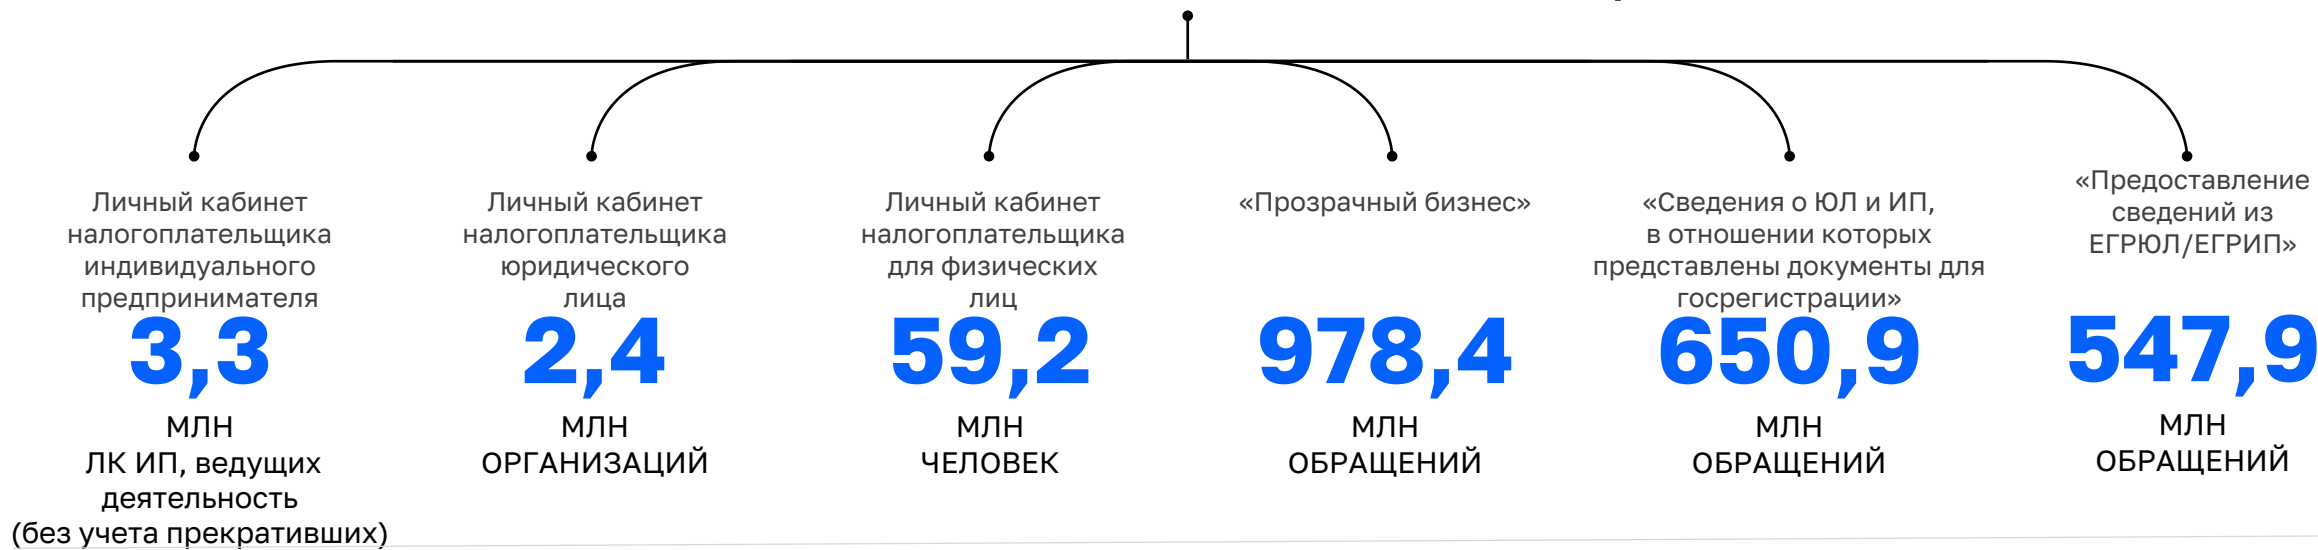 Личный кабинет
налогоплательщика
индивидуального
предпринимателя
3,3
МЛН
ЛК ИП, ведущих
деятельность
(без учета прекративших)
Личный кабинет
налогоплательщика
юридического
лица
2,4
МЛН
ОРГАНИЗАЦИЙ
Личный кабинет
налогоплательщика
для физических
лиц
59,2
МЛН
ЧЕЛОВЕК
«Прозрачный бизнес»
978,4
МЛН
ОБРАЩЕНИЙ
«Сведения о ЮЛ и ИП,
в отношении которых
представлены документы для
госрегистрации»
650,9
МЛН
ОБРАЩЕНИЙ
«Предоставление
сведений из
ЕГРЮЛ/ЕГРИП»
547,9
МЛН
ОБРАЩЕНИЙ